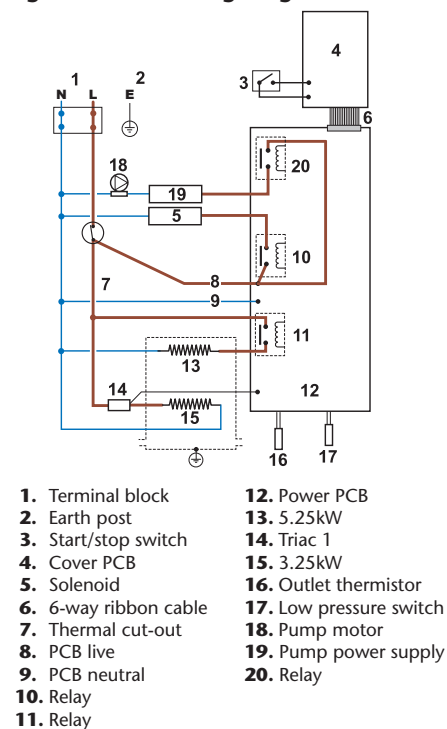 1 2
N L E
4
3
6
18
20
19
5
10
8
7
9
11
13
14
12
15
16 17
1. Terminal block
2. Earth post
3. Start/stop switch
4. Cover PCB
5. Solenoid
6. 6-way ribbon cable
7. Thermal cut-out
8. PCB live
9. PCB neutral
10. Relay
11. Relay
12. Power PCB
13. 5.25kW
14. Triac 1
15. 3.25kW
16. Outlet thermistor
17. Low pressure switch
18. Pump motor
19. Pump power supply
20. Relay